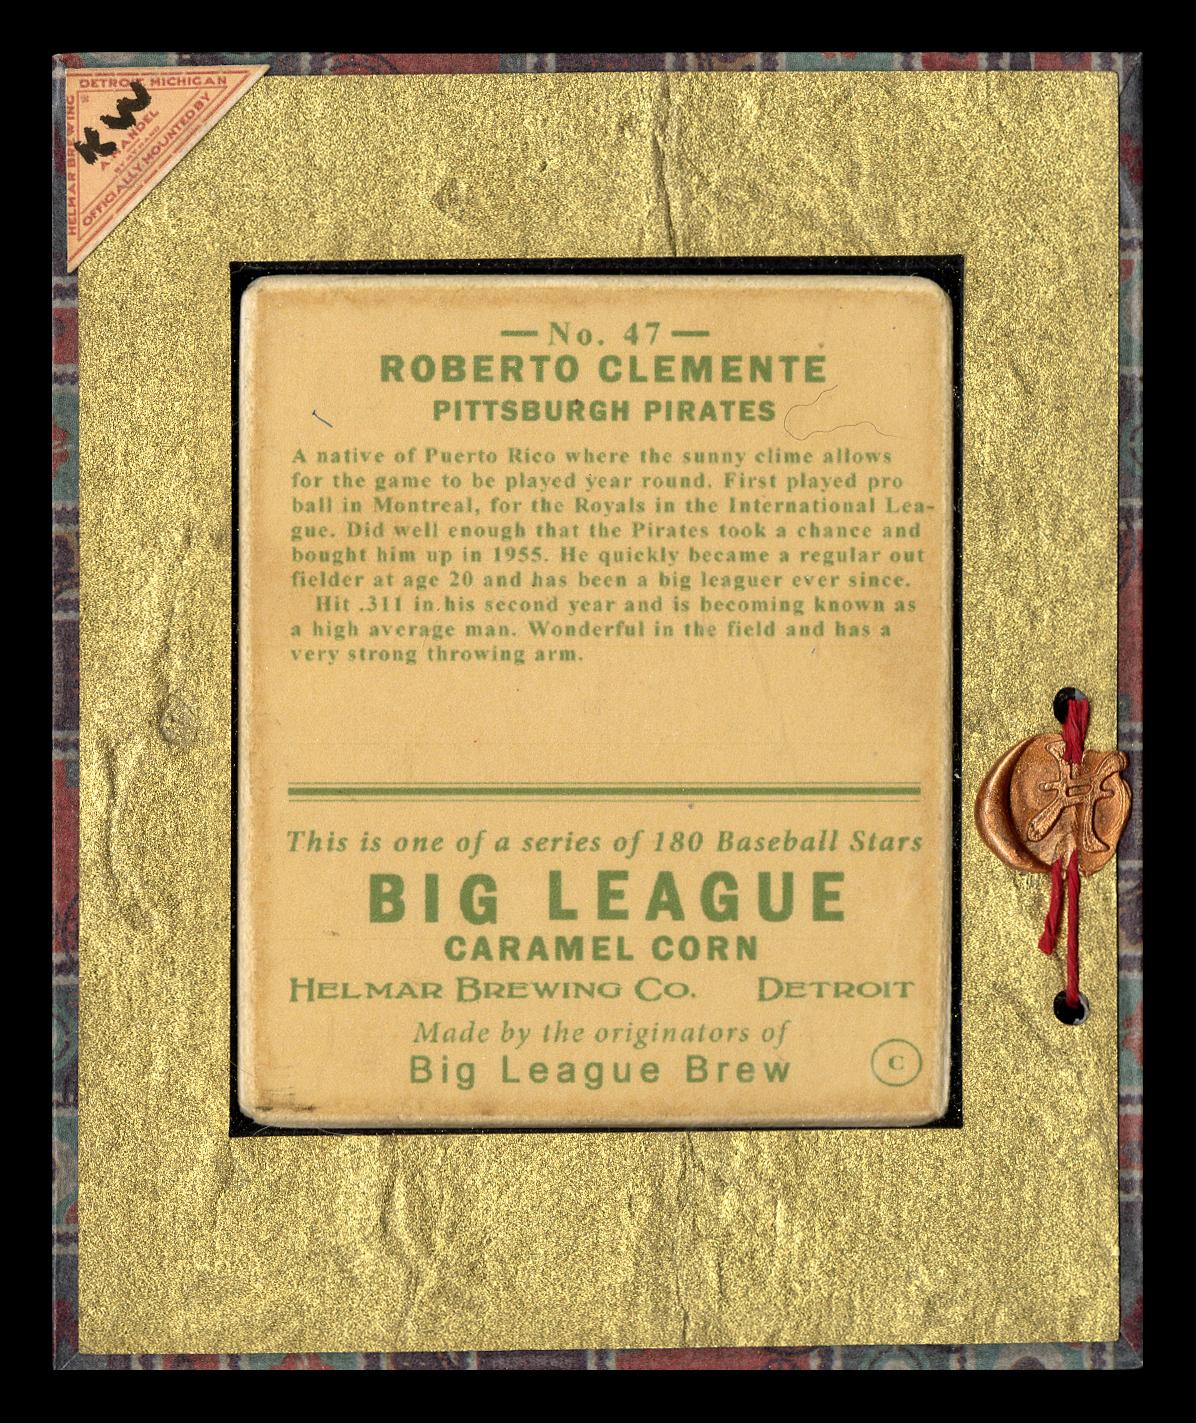 DETROIT MICHIGAN
HELMAR BREWING
KW
OFFICIALLY MOUNTED BY
— No. 47 —
ROBERTO CLEMENTE
PITTSBURGH PIRATES
A native of Puerto Rico where the sunny clime allows
for the game to be played year round. First played pro
ball in Montreal, for the Royals in the International Lea-
gue. Did well enough that the Pirates took a chance and
bought him up in 1955. He quickly became a regular out
fielder at age 20 and has been a big leaguer ever since.
Hit .311 in his second year and is becoming known as
a high average man. Wonderful in the field and has a
very strong throwing arm.
This is one of a series of 180 Baseball Stars
BIG LEAGUE
CARAMEL CORN
HELMAR BREWING CO. DETROIT
Made by the originators of
Big League Brew
C